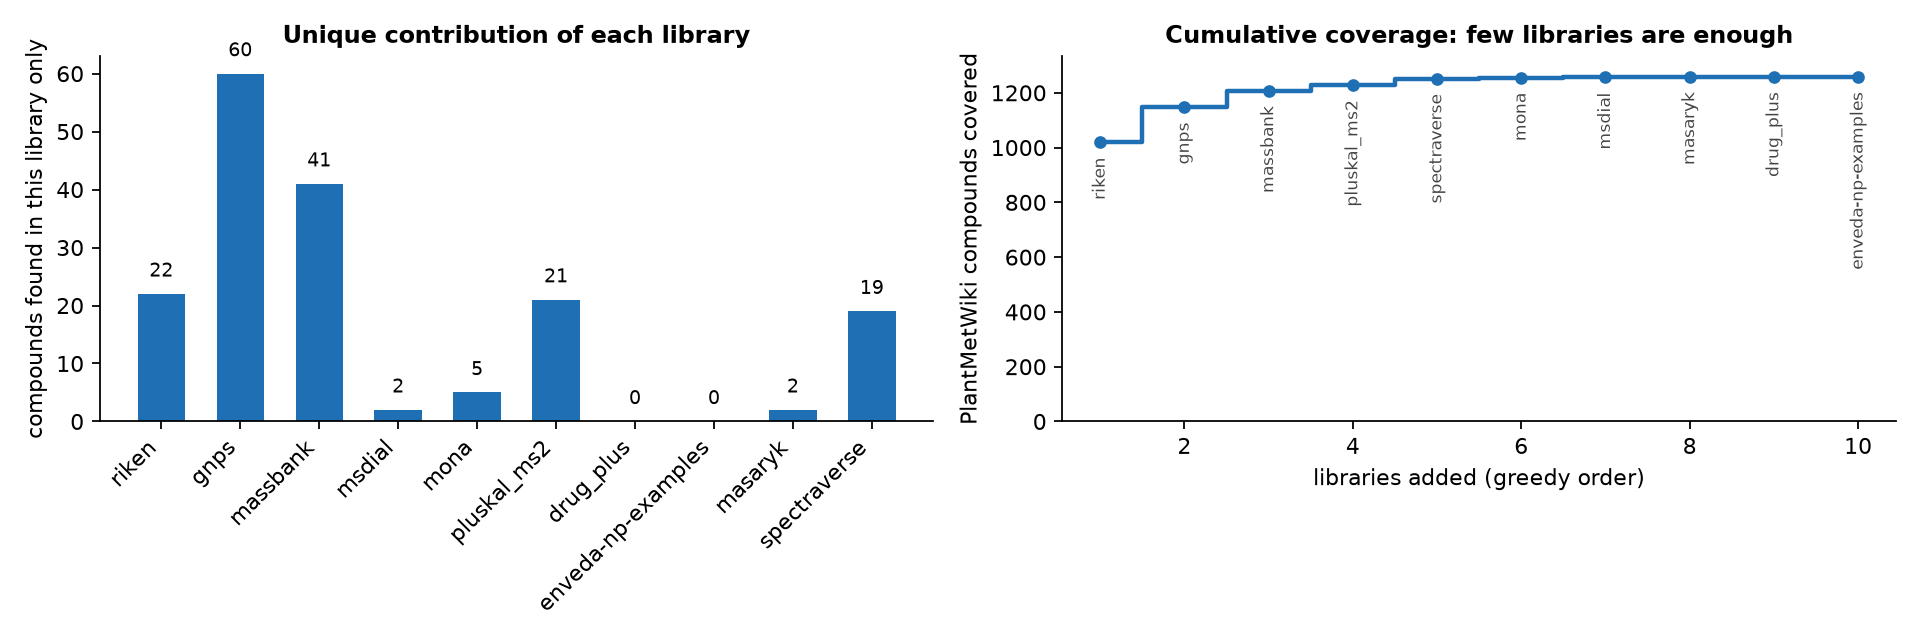 Unique contribution of each library
compounds found in this library only
60
50
40
30
20
10
0
22
60
41
2
5
21
0
0
2
19
riken
gnps
massbank
msdial
mona
pluskal_ms2
drug_plus
enveda-np-examples
masaryk
spectraverse
Cumulative coverage: few libraries are enough
PlantMetWiki compounds covered
1200
1000
800
600
400
200
0
riken
gnps
massbank
pluskal_ms2
spectraverse
mona
msdial
masaryk
drug_plus
enveda-np-examples
2
4
6
8
10
libraries added (greedy order)